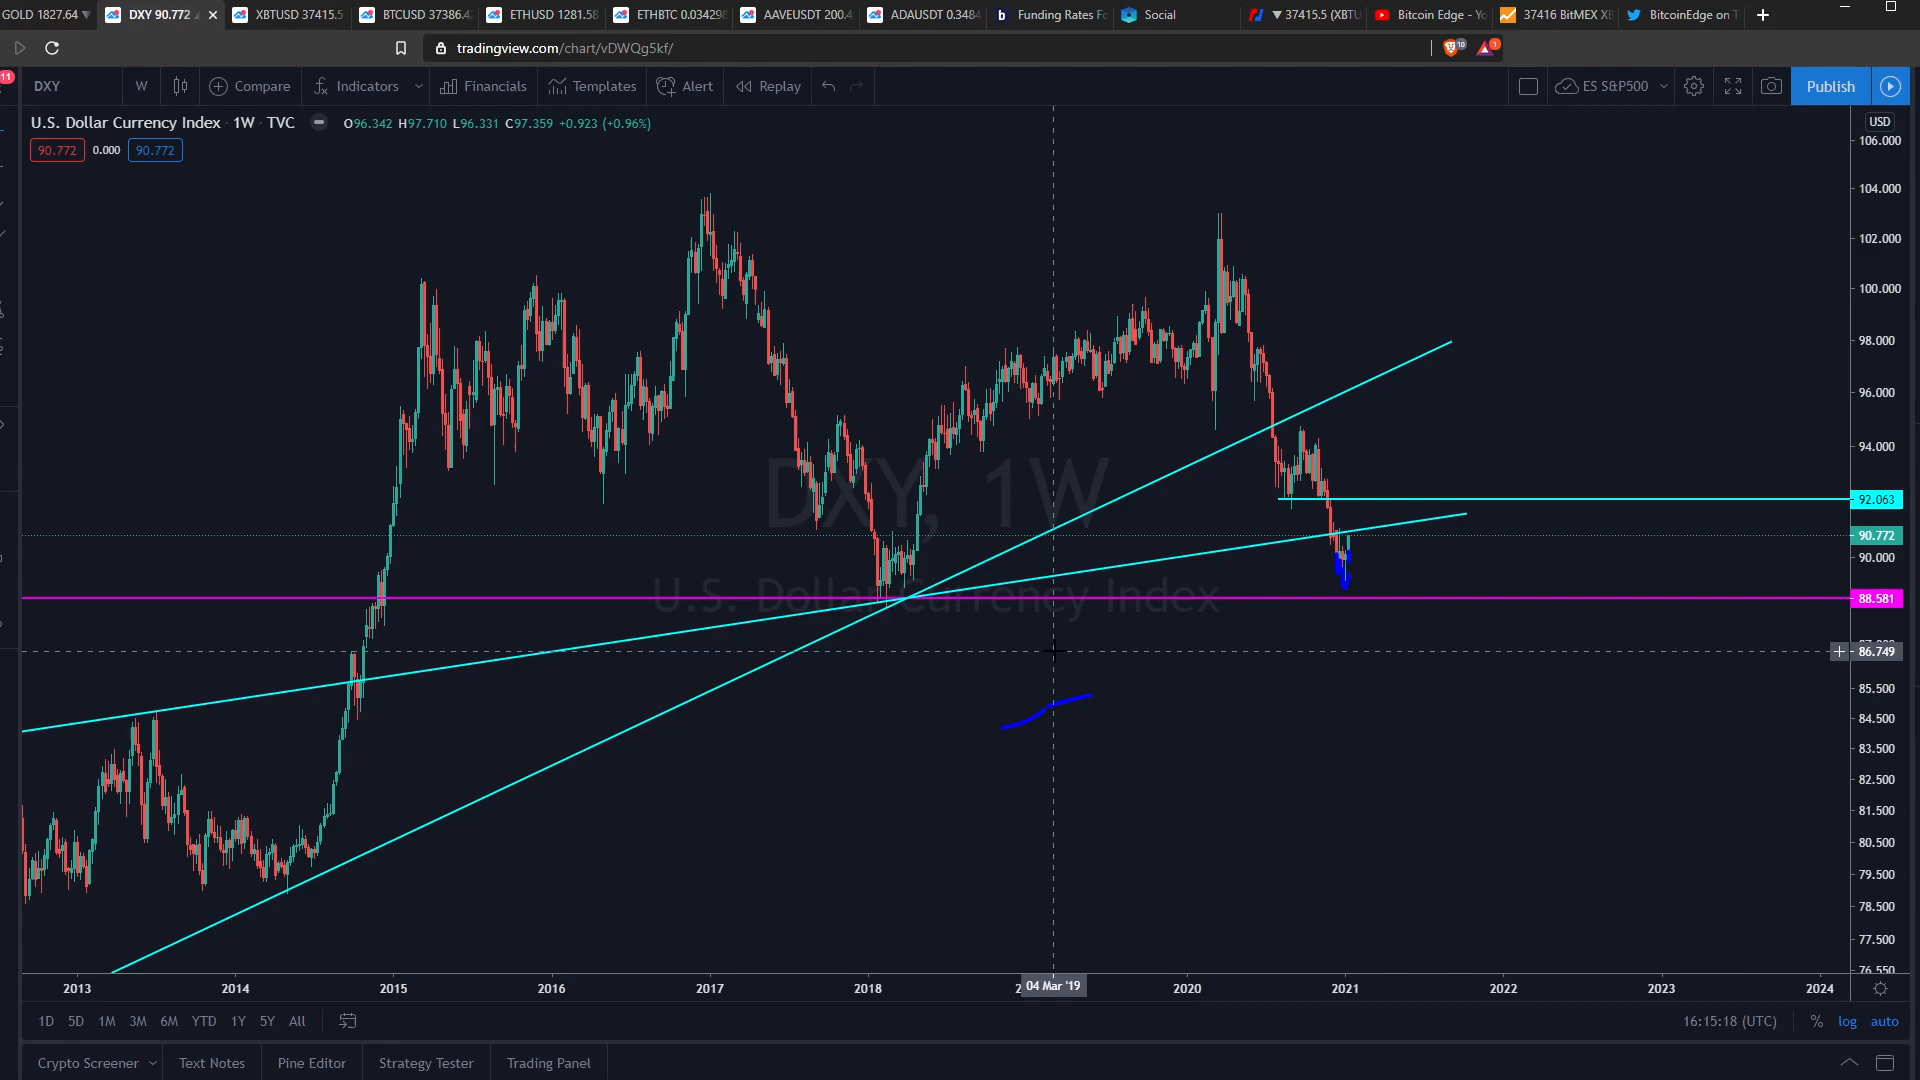 GOLD 1827.64 ▼
DXY 90.772
XBTUSD 37415.5
BTCUSD 37386.4
ETHUSD 1281.58
ETHBTC 0.034298
AAVEUSDT 200.4
ADAUSDT 0.3484
Funding Rates Fo
Social
▼ 37415.5 (XBTU
Bitcoin Edge - Yo
37416 BitMEX XB
BitcoinEdge on T
tradingview.com/chart/vDWQg5kf/
10
1
11
DXY
W
Compare
Indicators
Financials
Templates
Alert
Replay
ES S&P500
Publish
U.S. Dollar Currency Index · 1W · TVC
O96.342 H97.710 L96.331 C97.359 +0.923 (+0.96%)
90.772
0.000
90.772
USD
106.000
104.000
102.000
100.000
98.000
96.000
94.000
92.063
90.772
90.000
88.581
86.749
85.500
84.500
83.500
82.500
81.500
80.500
79.500
78.500
77.500
76.550
DXY, 1W
U.S. Dollar Currency Index
2013
2014
2015
2016
2017
2018
04 Mar '19
2020
2021
2022
2023
2024
1D 5D 1M 3M 6M YTD 1Y 5Y All
16:15:18 (UTC)
%
log
auto
Crypto Screener
Text Notes
Pine Editor
Strategy Tester
Trading Panel